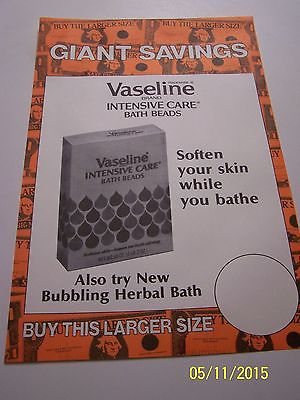 BUY THE LARGER SIZE
GIANT SAVINGS
Vaseline
BRAND
INTENSIVE CARE®
BATH BEADS
Vaseline
INTENSIVE CARE
BATH BEADS
Soften
your skin
while
you bathe
Also try New
Bubbling Herbal Bath
BUY THIS LARGER SIZE
05/11/2015